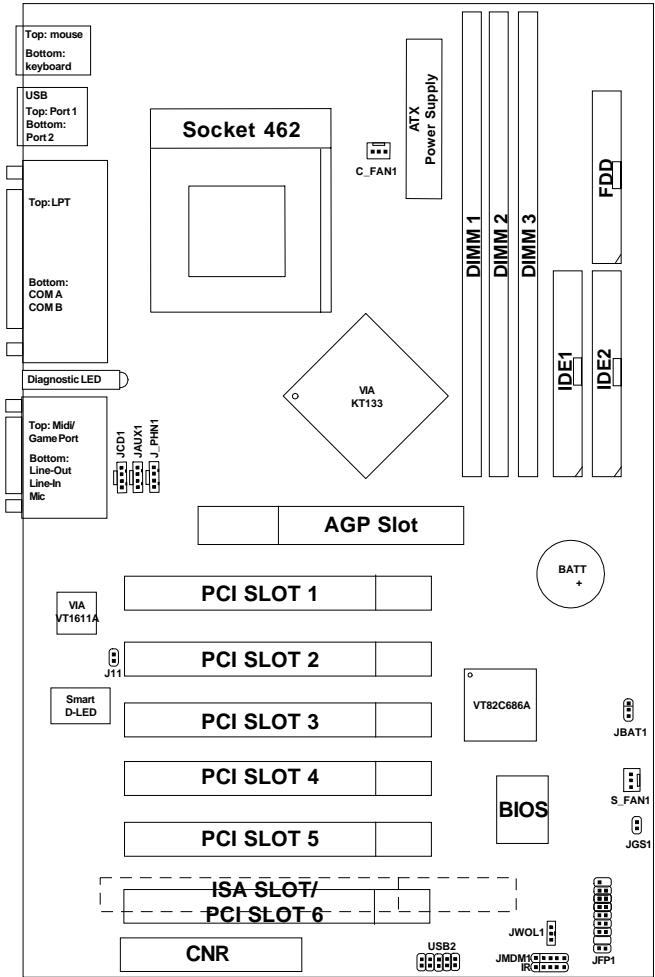 Top: mouse
Bottom:
keyboard
USB
Top: Port 1
Bottom:
Port 2
Socket 462
C_FAN1
ATX
Power Supply
DIMM 1
DIMM 2
DIMM 3
FDD
IDE1
IDE2
Top: LPT
Bottom:
COM A
COM B
Diagnostic LED
VIA
KT133
Top: Midi/
Game Port
Bottom:
Line-Out
Line-In
Mic
JCD1
JAUX1
J_PHN1
AGP Slot
BATT
+
VIA
VT1611A
PCI SLOT 1
J11
PCI SLOT 2
Smart
D-LED
PCI SLOT 3
VT82C686A
JBAT1
PCI SLOT 4
BIOS
S_FAN1
PCI SLOT 5
JGS1
ISA SLOT/
PCI SLOT 6
CNR
USB2
JWOL1
JMDM1
IR
JFP1